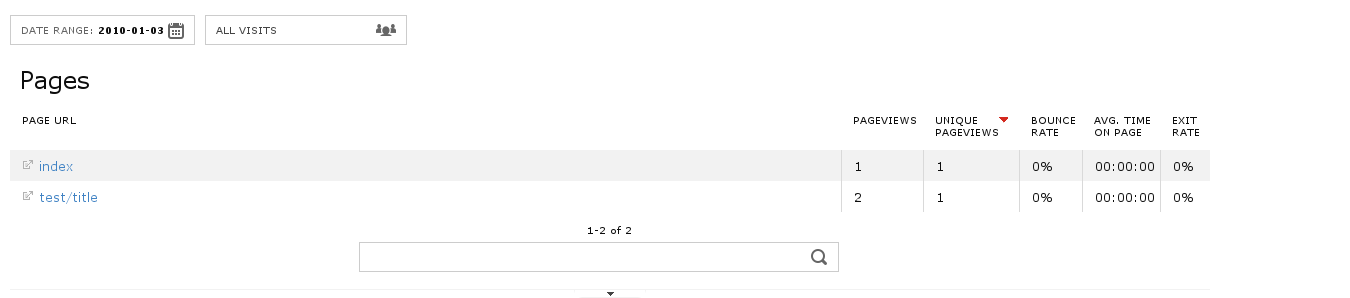 DATE RANGE: 2010-01-03 ALL VISITS
Pages
PAGE URL PAGEVIEWS UNIQUE PAGEVIEWS BOUNCE RATE AVG. TIME ON PAGE EXIT RATE
index 1 1 0% 00:00:00 0%
test/title 2 1 0% 00:00:00 0%
1-2 of 2